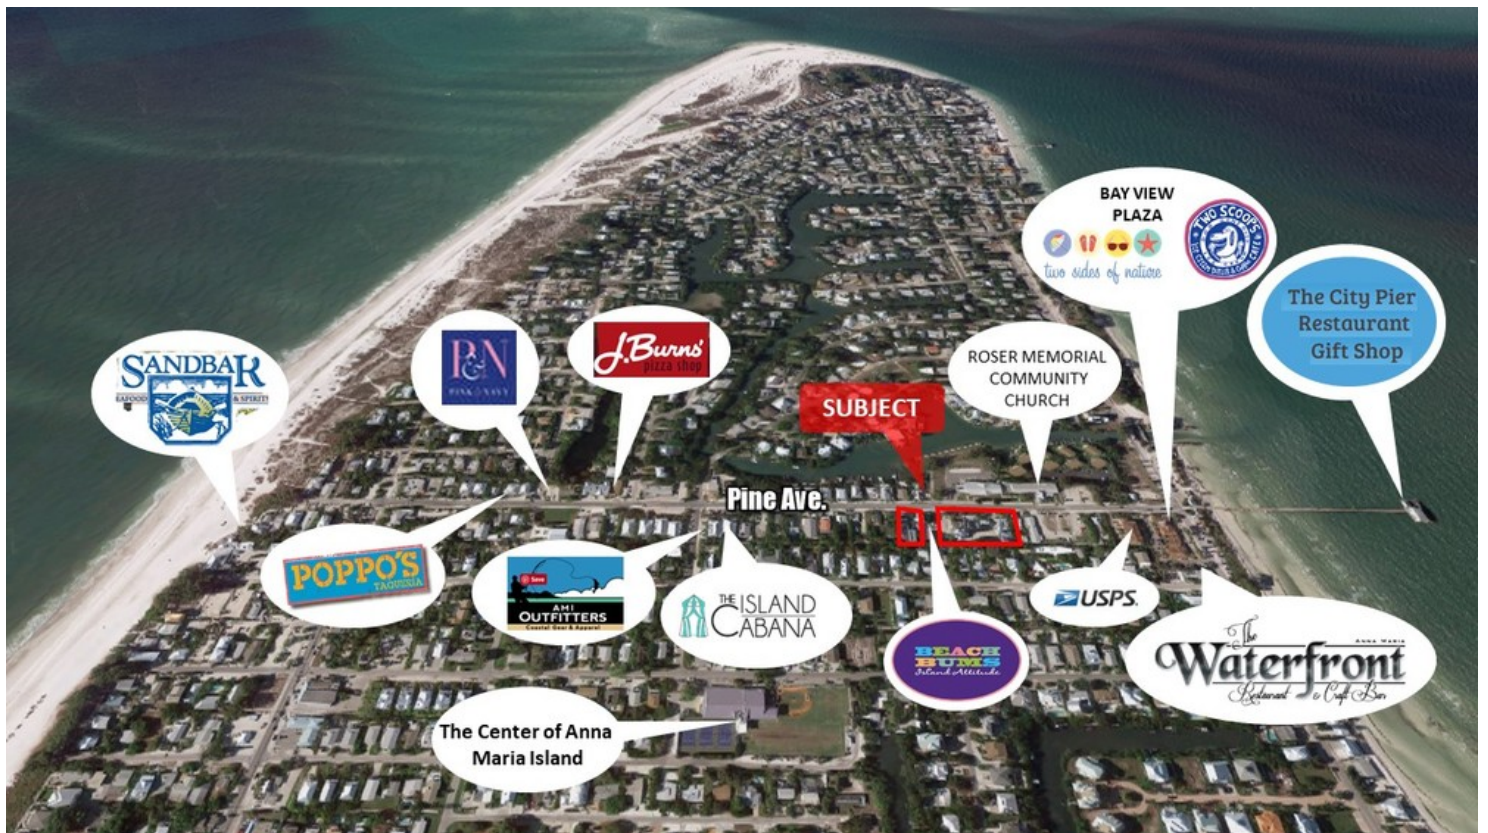 BAY VIEW
PLAZA
two sides of nature
TWO SCOOPS
The City Pier
Restaurant
Gift Shop
SANDBAR
SEAFOOD & SPIRITS
P&N
PINK & NAVY
J.Burns'
pizza shop
ROSER MEMORIAL
COMMUNITY
CHURCH
SUBJECT
Pine Ave.
POPPO'S
TAQUERIA
Save
AMI
OUTFITTERS
Coastal Gear & Apparel
THE ISLAND
CABANA
BEACH
BUMS
Island Attitude
USPS.
ANNA MARIA
The
Waterfront
Restaurant & Craft Bar
The Center of Anna
Maria Island